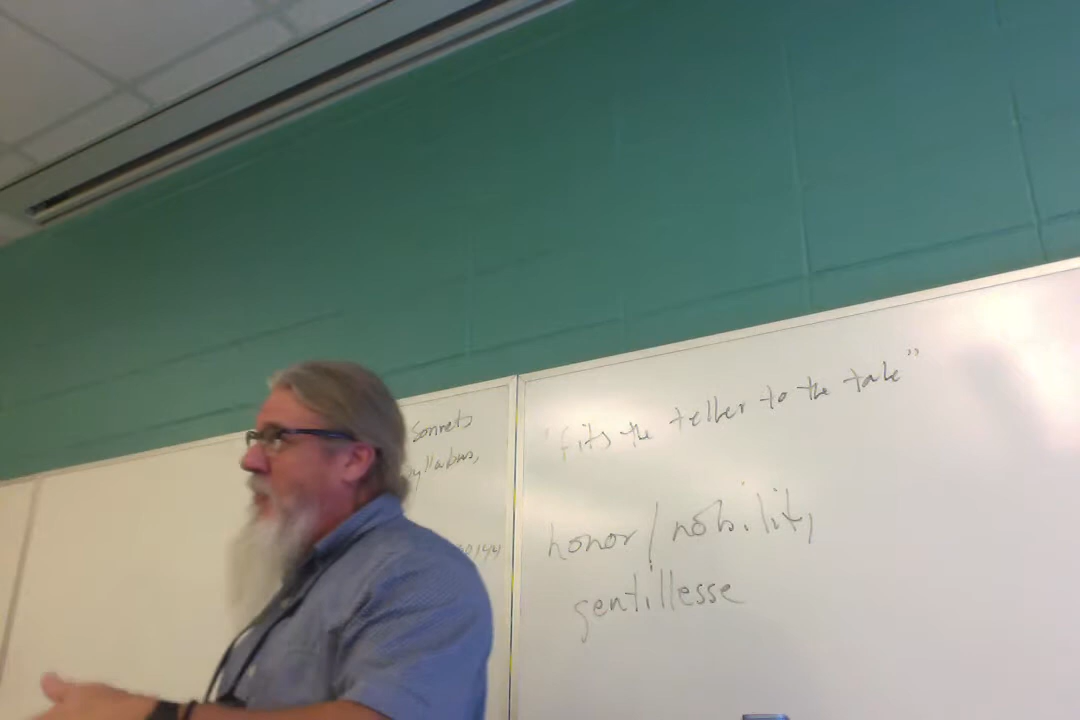 sonnets
syllabus,
"fits the teller to the tale"
honor/nobility
gentillesse